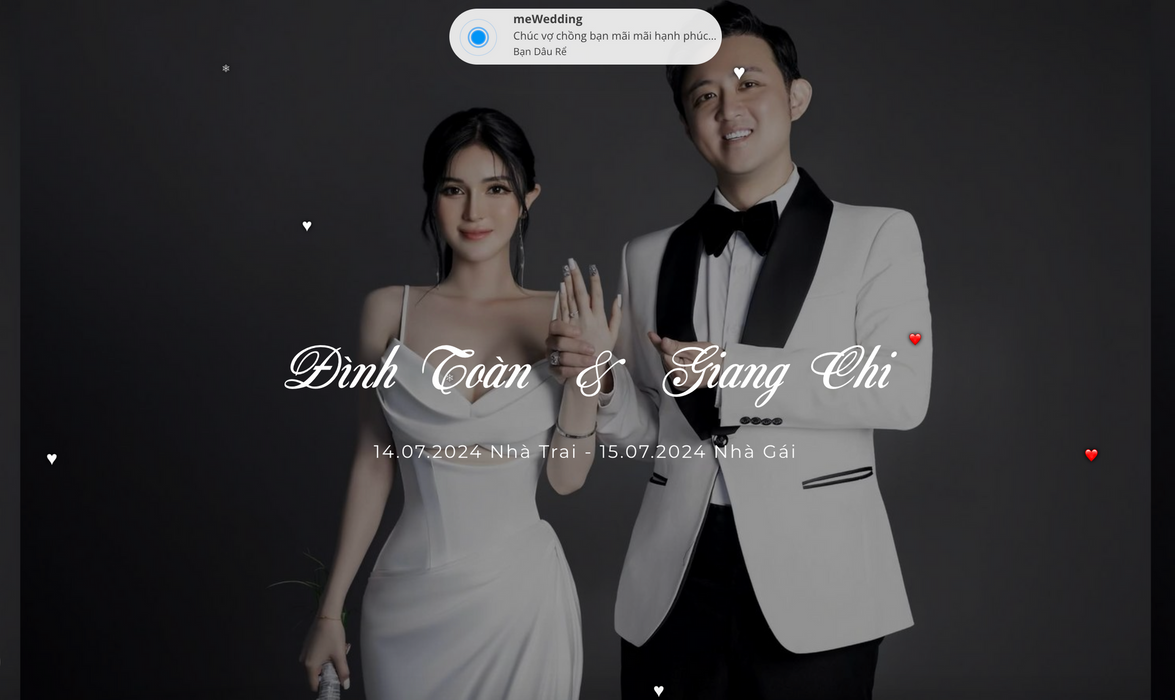 meWedding
Chúc vợ chồng bạn mãi mãi hạnh phúc...
Bạn Dâu Rể
Đình Toàn & Giang Chi
14.07.2024 Nhà Trai - 15.07.2024 Nhà Gái